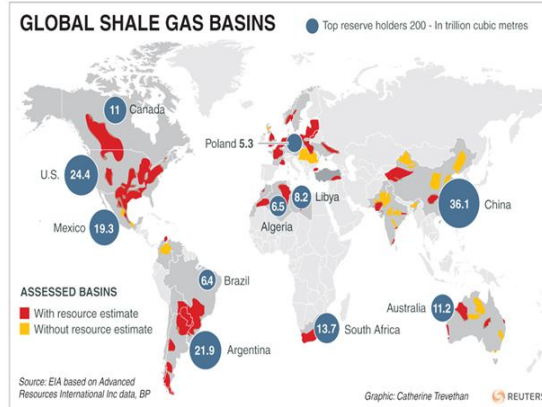 GLOBAL SHALE GAS BASINS
Top reserve holders 200 - In trillion cubic metres
11 Canada
Poland 5.3
U.S. 24.4
8.2 Libya
6.5
Algeria
36.1 China
Mexico 19.3
6.4 Brazil
ASSESSED BASINS
With resource estimate
Without resource estimate
Australia 11.2
13.7 South Africa
21.9 Argentina
Source: EIA based on Advanced
Resources International Inc data, BP
Graphic: Catherine Trevethan
REUTERS